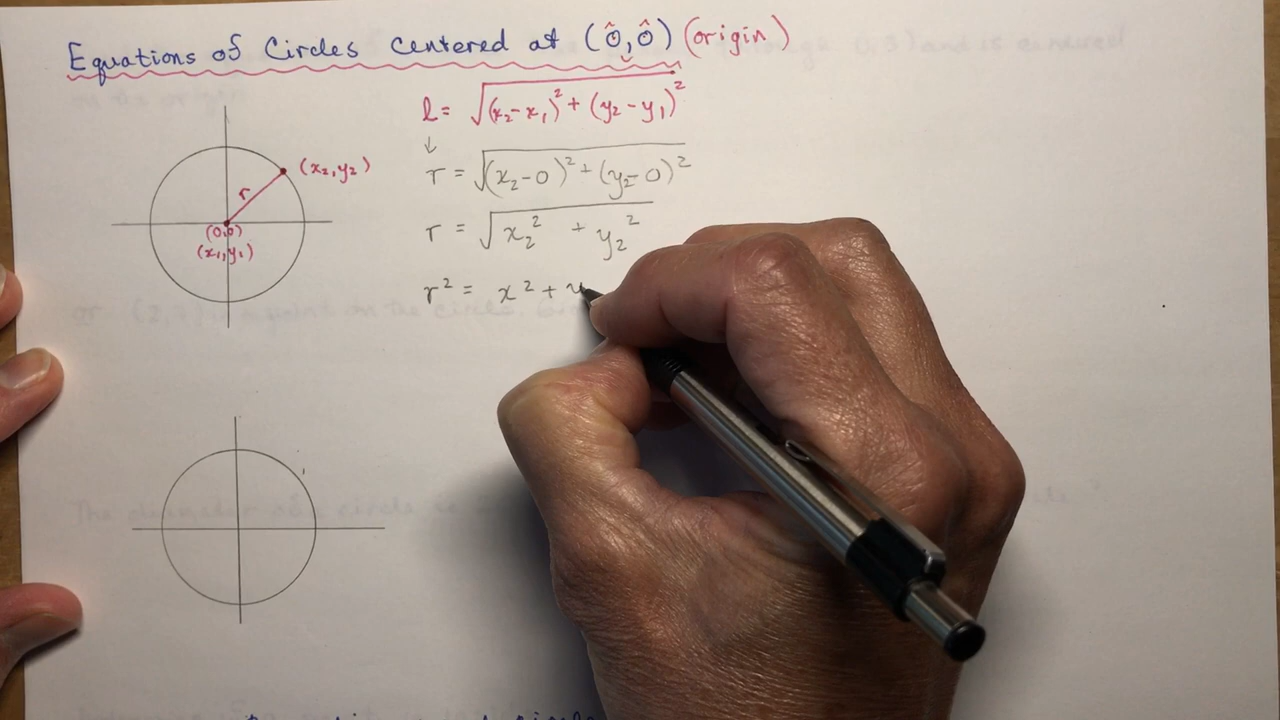 Equations of Circles centered at (0,0) (origin)
l = √(x₂-x₁)² + (y₂-y₁)²
r = √(x₂-0)² + (y₂-0)²
r = √x₂² + y₂²
r² = x² + y
(x₂,y₂)
r
(0,0)
(x₁,y₁)